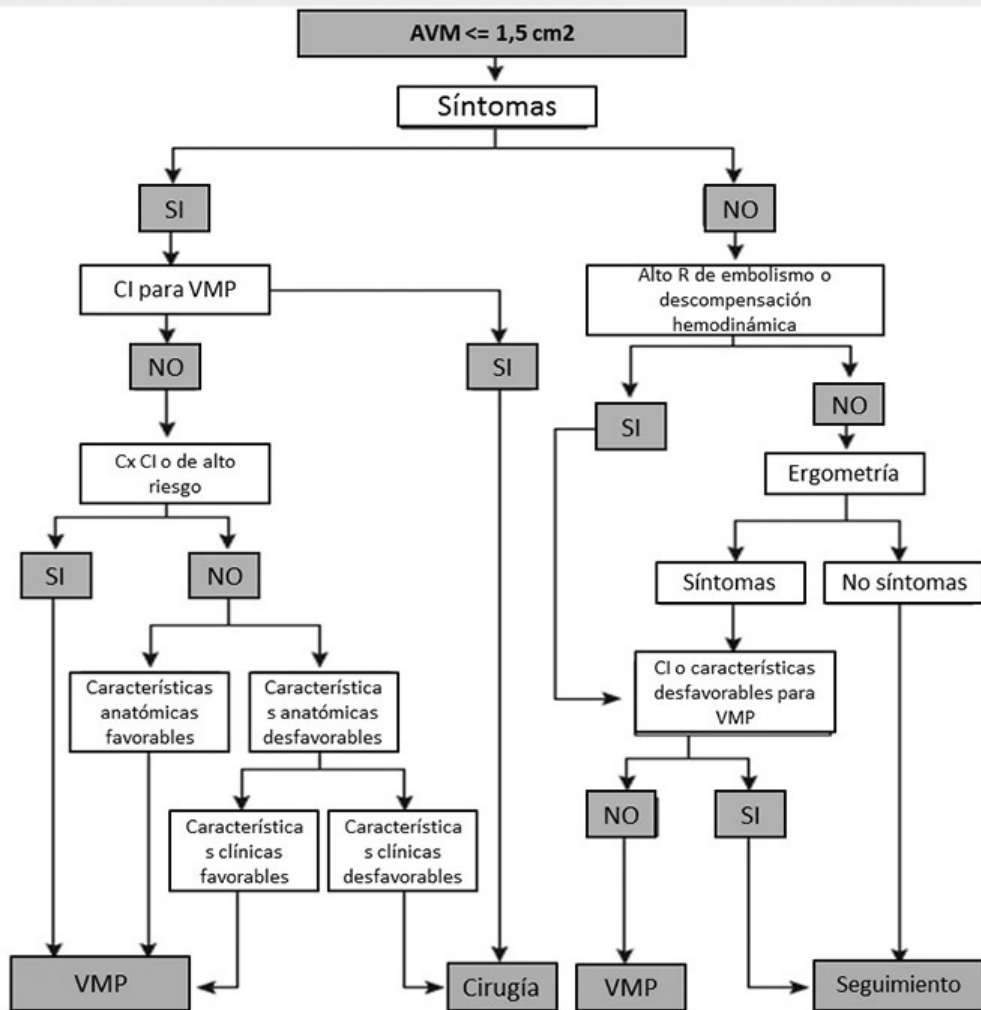 AVM <= 1,5 cm2
Síntomas
SI
NO
CI para VMP
Alto R de embolismo o
descompensación
hemodinámica
NO
SI
SI
NO
Cx CI o de alto
riesgo
Ergometría
SI
NO
Síntomas
No síntomas
Características
anatómicas
favorables
Característica
s anatómicas
desfavorables
CI o características
desfavorables para
VMP
NO
SI
Característica
s clínicas
favorables
Característica
s clínicas
desfavorables
VMP
Cirugía
VMP
Seguimiento